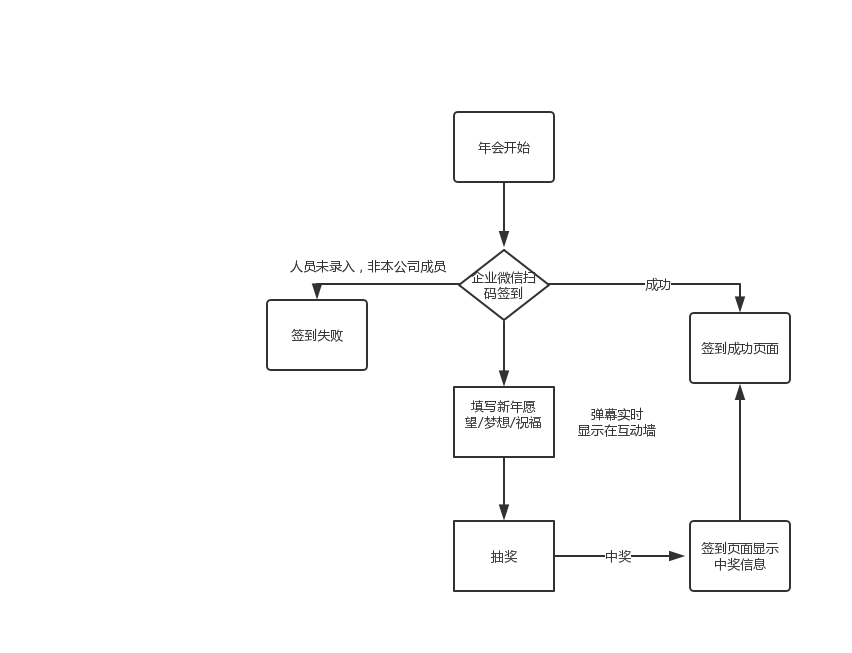 年会开始
人员未录入，非本公司成员
企业微信扫
码签到
成功
签到失败
签到成功页面
填写新年愿
望/梦想/祝福
弹幕实时
显示在互动墙
抽奖
中奖
签到页面显示
中奖信息